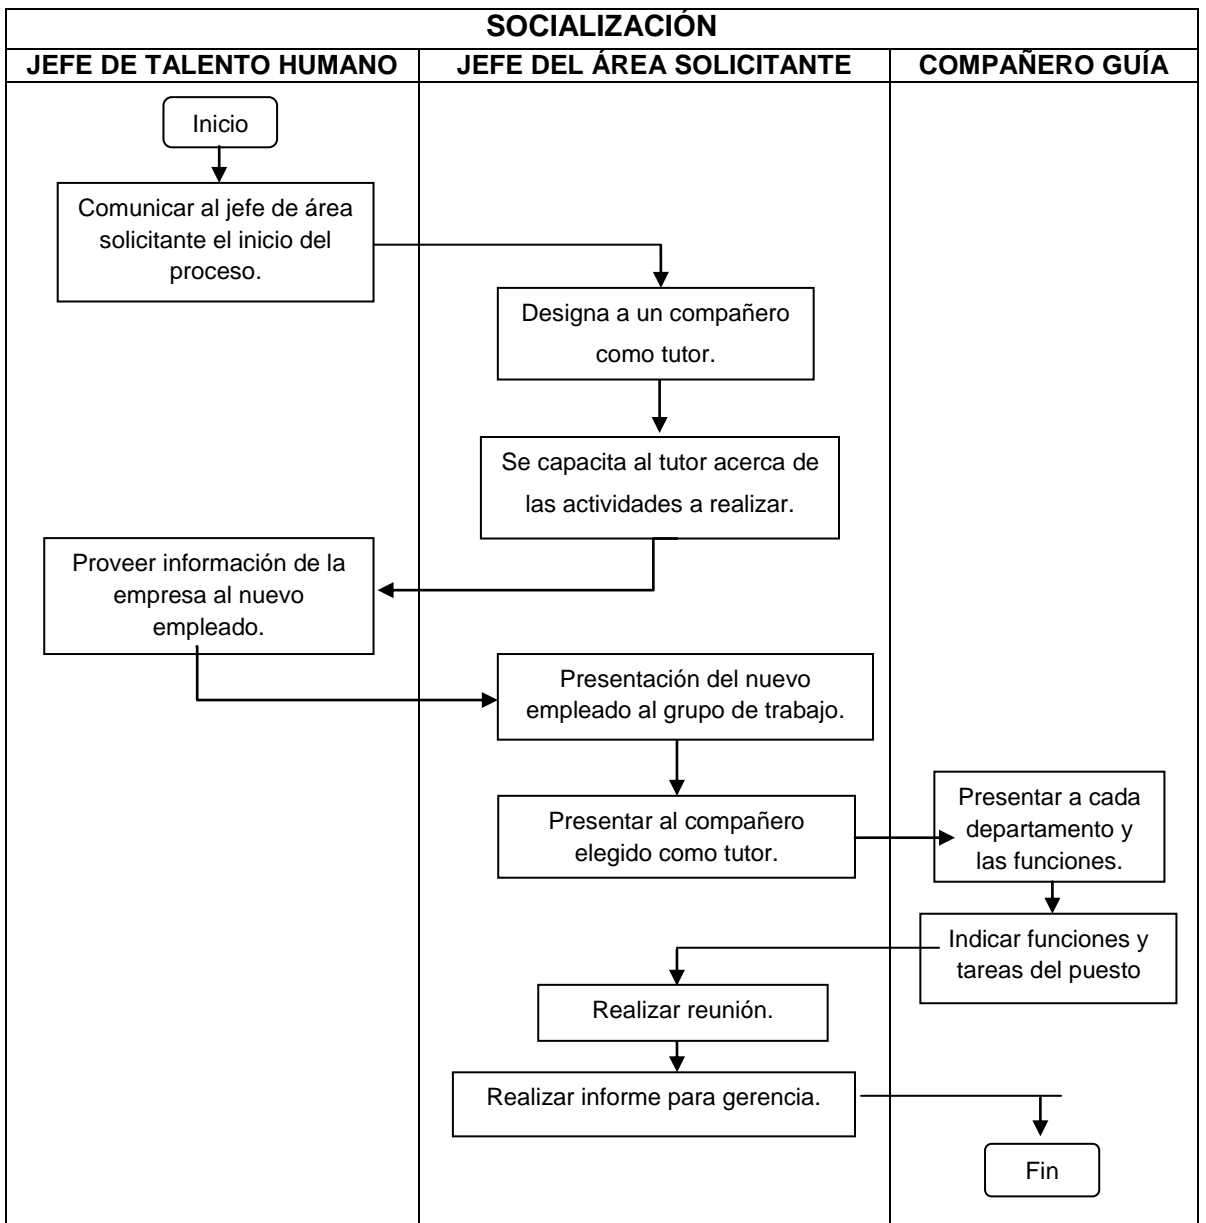 SOCIALIZACIÓN
JEFE DE TALENTO HUMANO
JEFE DEL ÁREA SOLICITANTE
COMPAÑERO GUÍA
Inicio
Comunicar al jefe de área
solicitante el inicio del
proceso.
Designa a un compañero
como tutor.
Se capacita al tutor acerca de
las actividades a realizar.
Proveer información de la
empresa al nuevo
empleado.
Presentación del nuevo
empleado al grupo de trabajo.
Presentar al compañero
elegido como tutor.
Presentar a cada
departamento y
las funciones.
Indicar funciones y
tareas del puesto
Realizar reunión.
Realizar informe para gerencia.
Fin